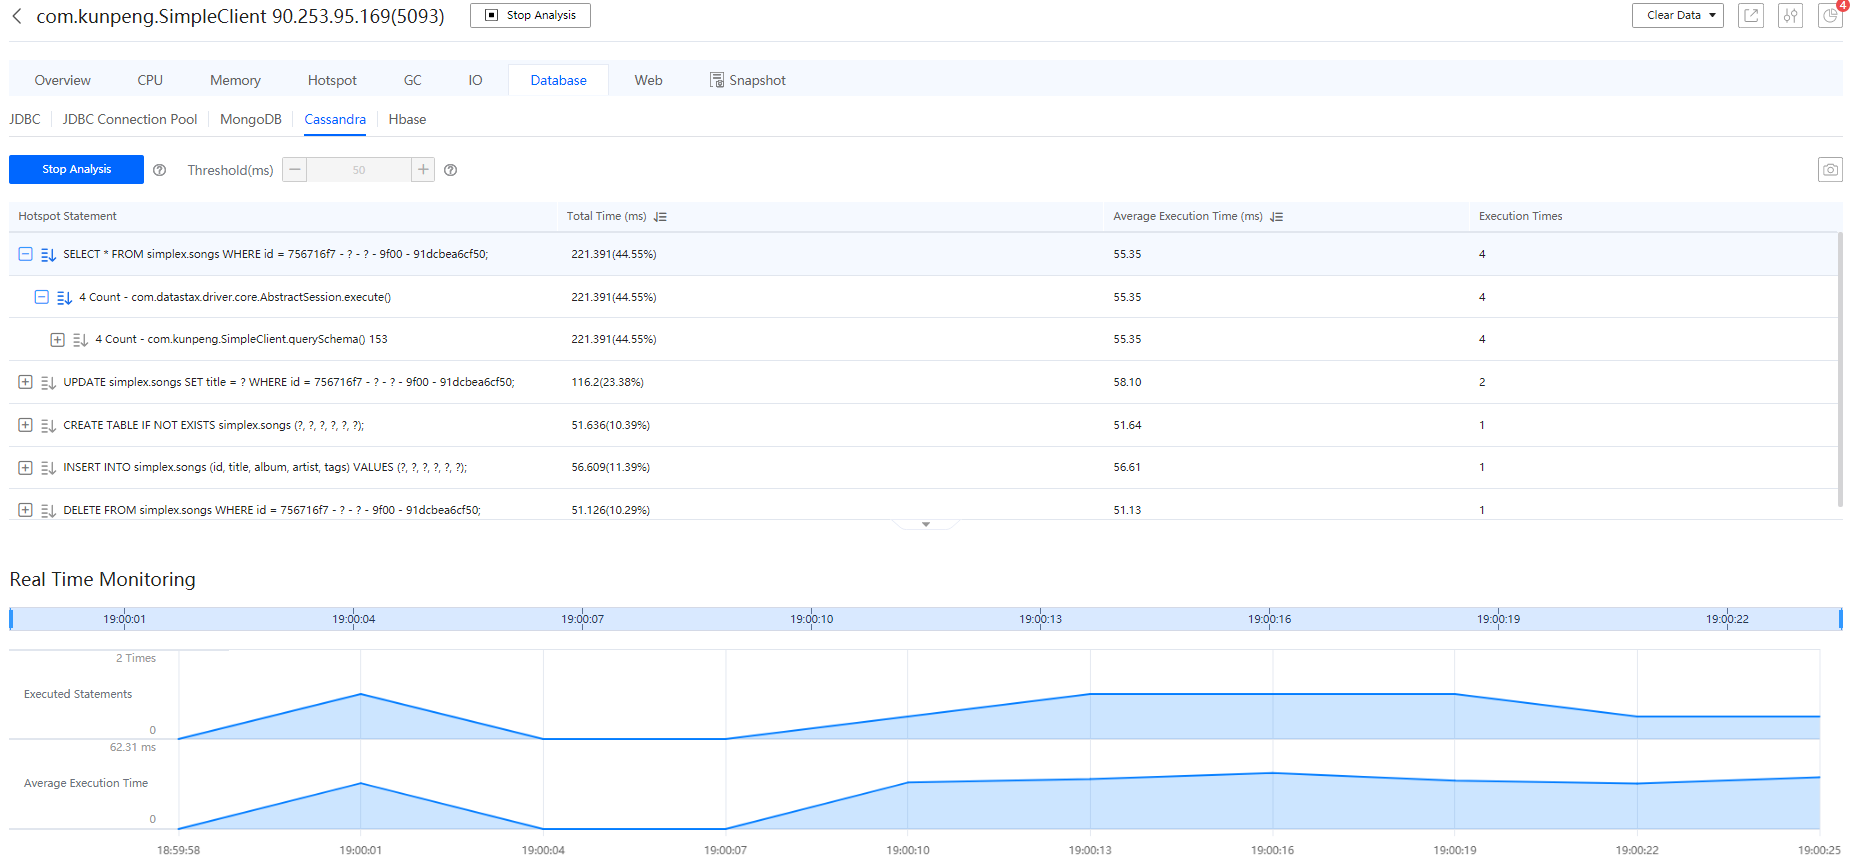 com.kunpeng.SimpleClient 90.253.95.169(5093) Stop Analysis Clear Data 4
Overview CPU Memory Hotspot GC IO Database Web Snapshot
JDBC JDBC Connection Pool MongoDB Cassandra Hbase
Stop Analysis ? Threshold(ms) − 50 + ?
Hotspot Statement Total Time (ms) Average Execution Time (ms) Execution Times
SELECT * FROM simplex.songs WHERE id = 756716f7 - ? - ? - 9f00 - 91dcbea6cf50; 221.391(44.55%) 55.35 4
4 Count - com.datastax.driver.core.AbstractSession.execute() 221.391(44.55%) 55.35 4
4 Count - com.kunpeng.SimpleClient.querySchema() 153 221.391(44.55%) 55.35 4
UPDATE simplex.songs SET title = ? WHERE id = 756716f7 - ? - ? - 9f00 - 91dcbea6cf50; 116.2(23.38%) 58.10 2
CREATE TABLE IF NOT EXISTS simplex.songs (?, ?, ?, ?, ?, ?); 51.636(10.39%) 51.64 1
INSERT INTO simplex.songs (id, title, album, artist, tags) VALUES (?, ?, ?, ?, ?, ?); 56.609(11.39%) 56.61 1
DELETE FROM simplex.songs WHERE id = 756716f7 - ? - ? - 9f00 - 91dcbea6cf50; 51.126(10.29%) 51.13 1
Real Time Monitoring
19:00:01 19:00:04 19:00:07 19:00:10 19:00:13 19:00:16 19:00:19 19:00:22
2 Times
Executed Statements
0
62.31 ms
Average Execution Time
0
18:59:58 19:00:01 19:00:04 19:00:07 19:00:10 19:00:13 19:00:16 19:00:19 19:00:22 19:00:25